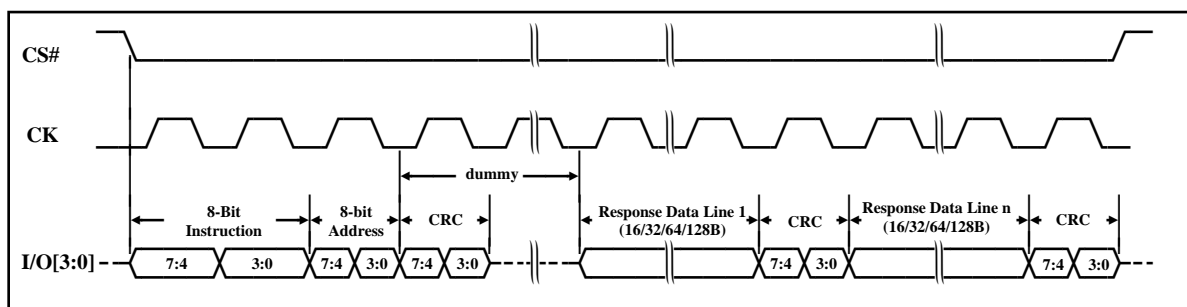 CS#
CK
dummy
8-Bit
Instruction
8-bit
Address
CRC
Response Data Line 1
(16/32/64/128B)
CRC
Response Data Line n
(16/32/64/128B)
CRC
I/O[3:0]
7:4
3:0
7:4
3:0
7:4
3:0
7:4
3:0
7:4
3:0